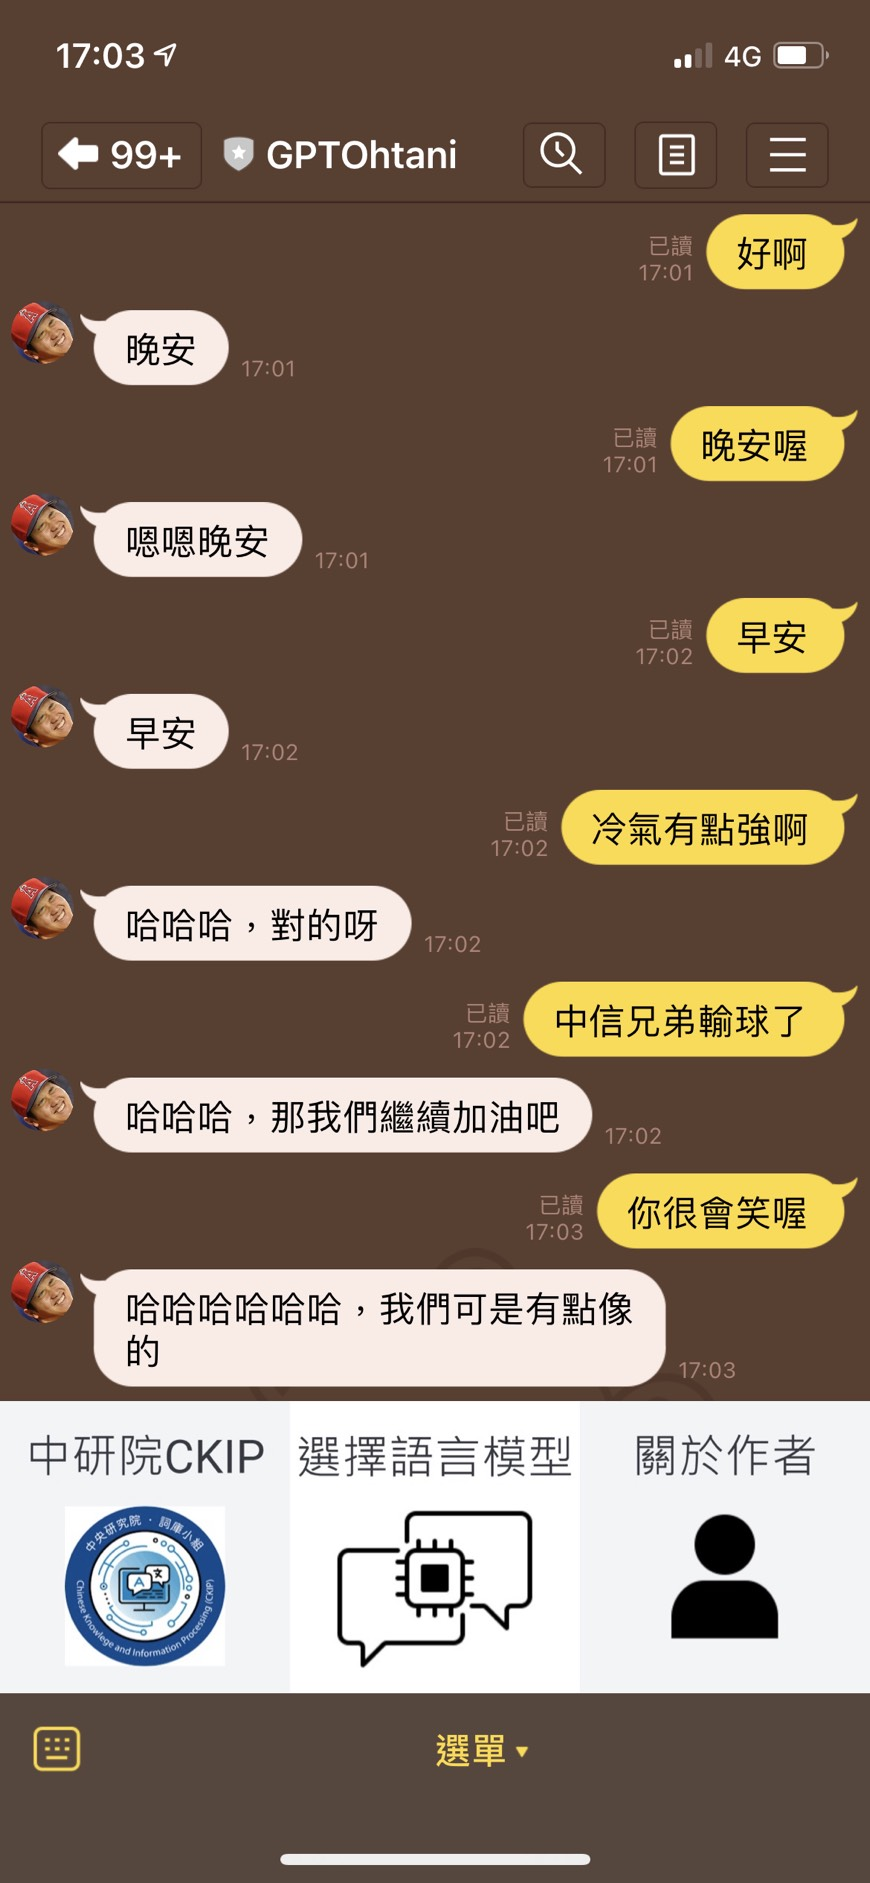 17:03
4G
99+
GPTOhtani
好啊
已讀
17:01
晚安
17:01
晚安喔
已讀
17:01
嗯嗯晚安
17:01
早安
已讀
17:02
早安
17:02
冷氣有點強啊
已讀
17:02
哈哈哈，對的呀
17:02
中信兄弟輸球了
已讀
17:02
哈哈哈，那我們繼續加油吧
17:02
你很會笑喔
已讀
17:03
哈哈哈哈哈哈，我們可是有點像
的
17:03
中研院CKIP
選擇語言模型
關於作者
中央研究院·詞庫小組
Chinese Knowlege and Information Processing (CKIP)
A
文
選單